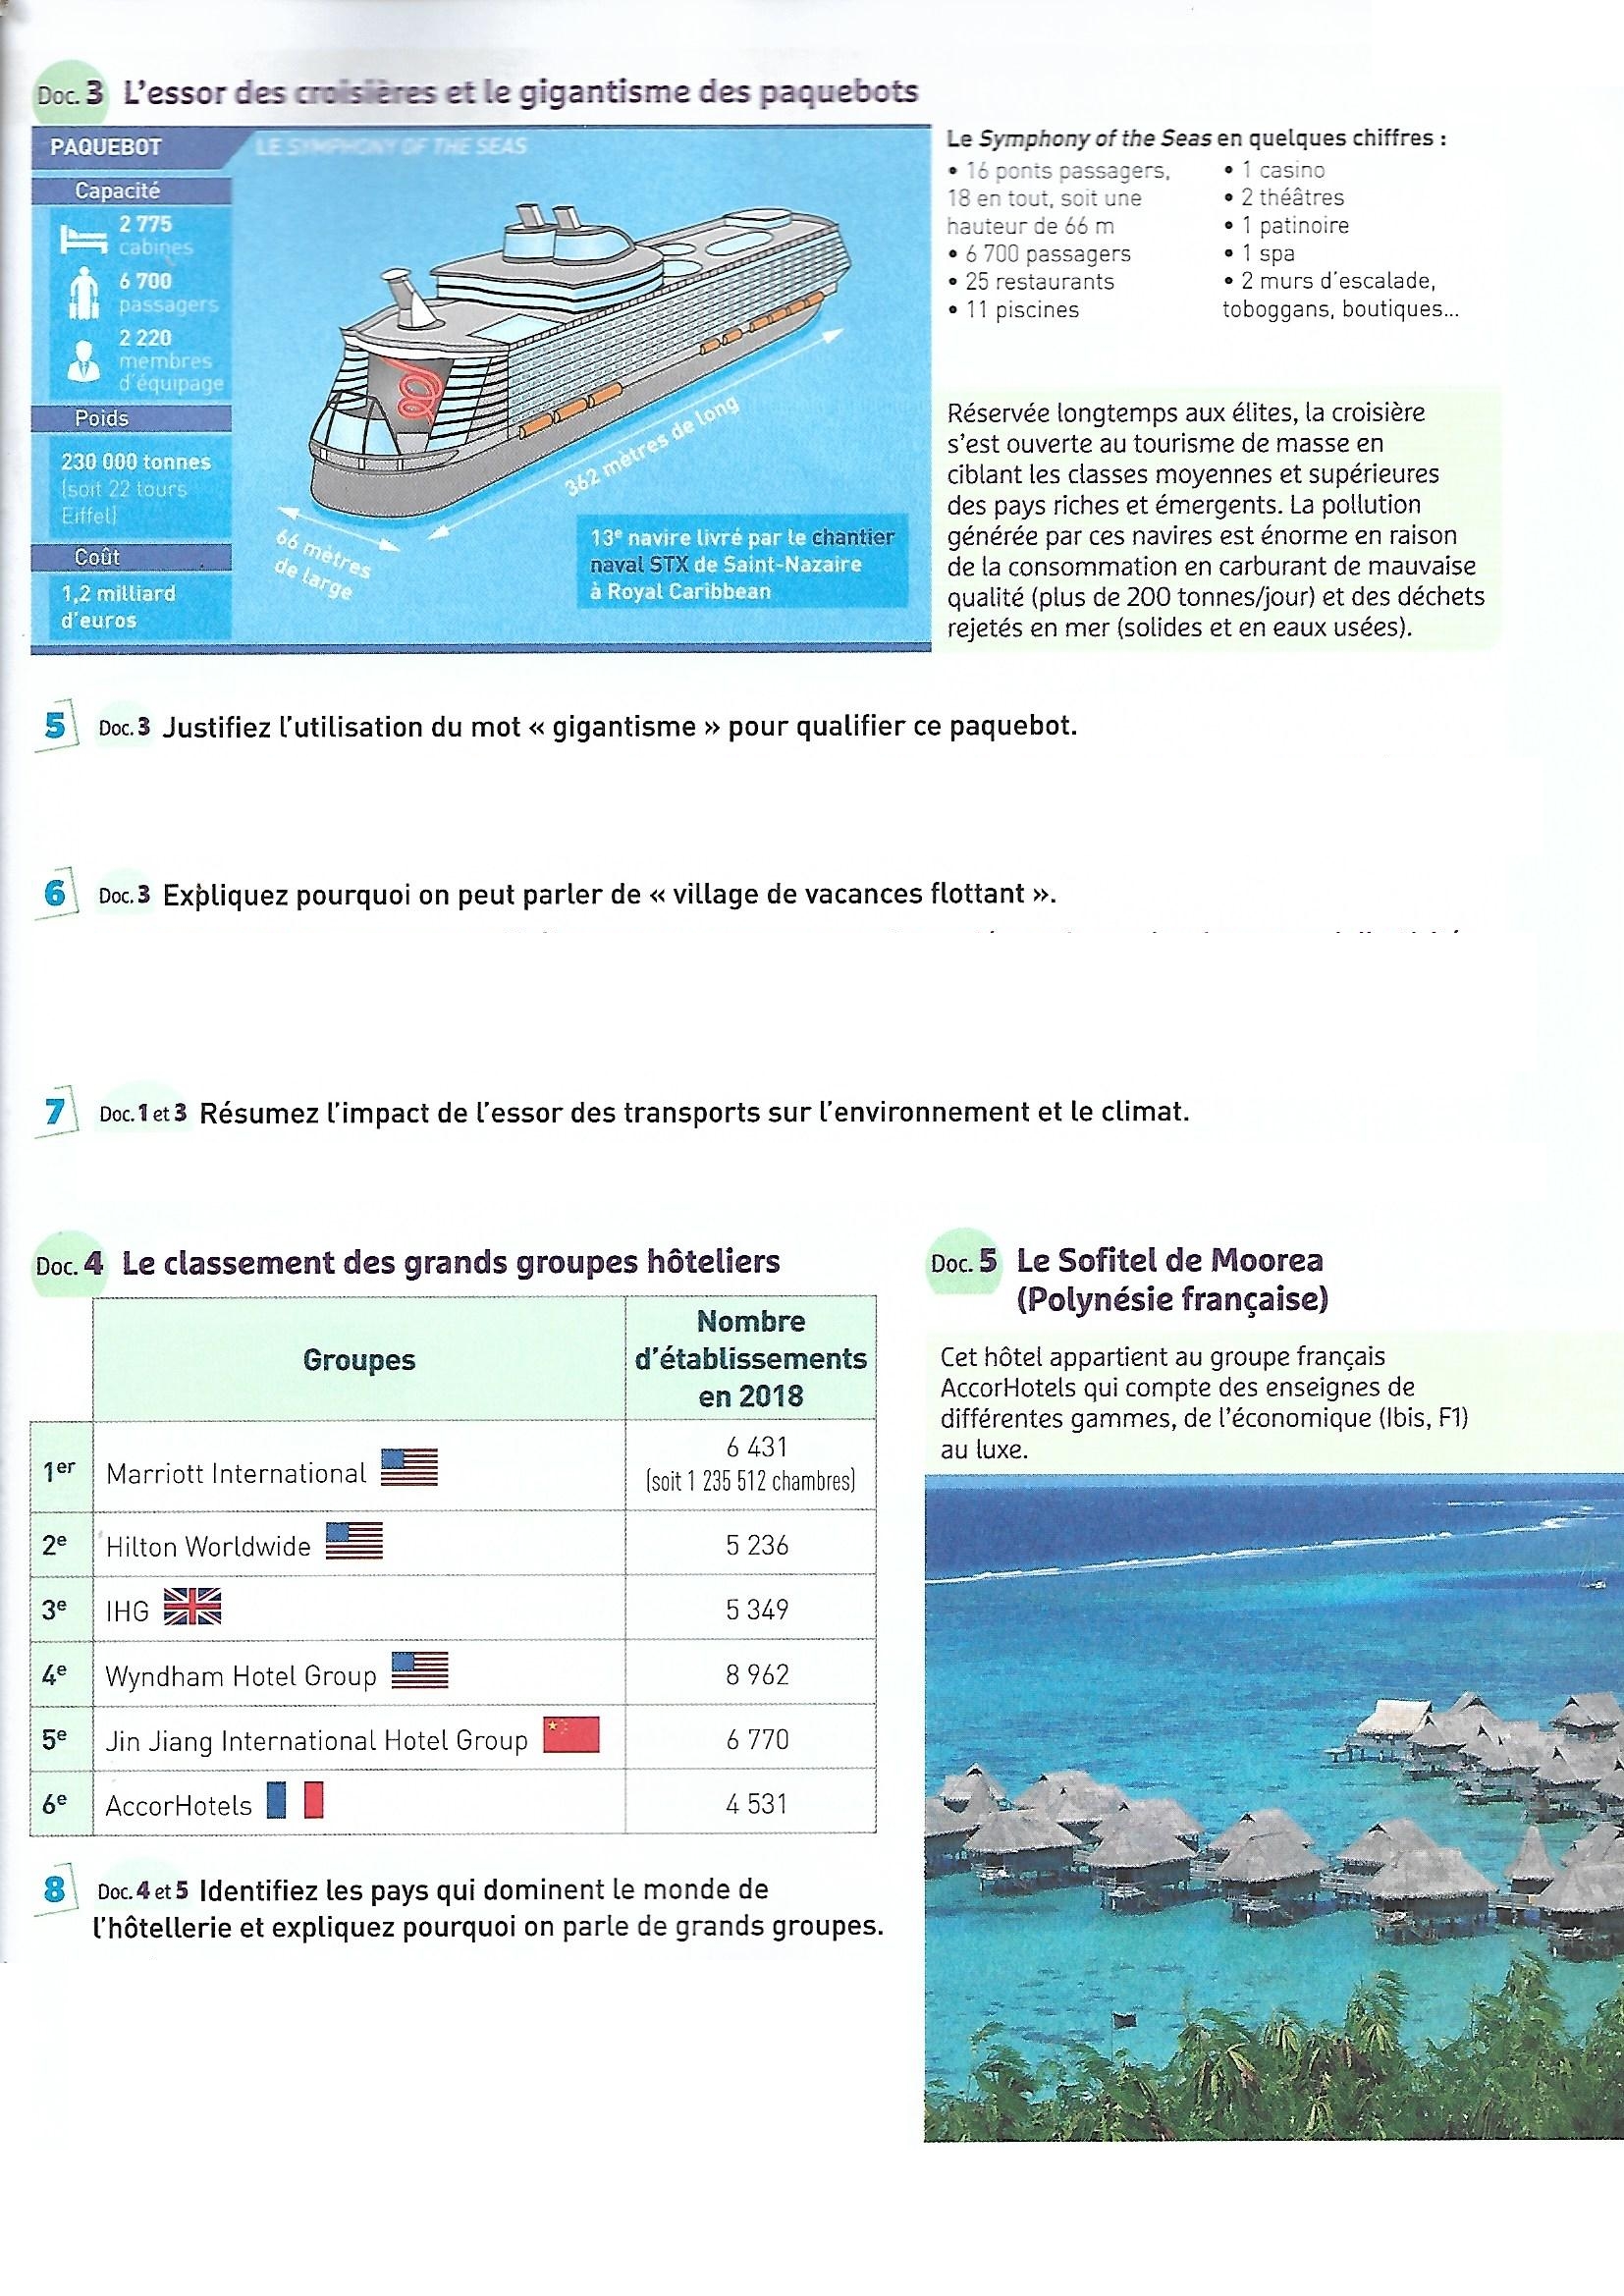 Doc. 3 L'essor des croisières et le gigantisme des paquebots
PAQUEBOT
LE SYMPHONY OF THE SEAS
Capacité
2 775
cabines
6 700
passagers
2 220
membres
d'équipage
Poids
230 000 tonnes
(soit 22 tours
Eiffel)
Coût
1,2 milliard
d'euros
362 mètres de long
66 mètres
de large
13e navire livré par le chantier
naval STX de Saint-Nazaire
à Royal Caribbean
Le Symphony of the Seas en quelques chiffres :
• 16 ponts passagers,
18 en tout, soit une
hauteur de 66 m
• 6 700 passagers
• 25 restaurants
• 11 piscines
• 1 casino
• 2 théâtres
• 1 patinoire
• 1 spa
• 2 murs d'escalade,
toboggans, boutiques...
Réservée longtemps aux élites, la croisière
s'est ouverte au tourisme de masse en
ciblant les classes moyennes et supérieures
des pays riches et émergents. La pollution
générée par ces navires est énorme en raison
de la consommation en carburant de mauvaise
qualité (plus de 200 tonnes/jour) et des déchets
rejetés en mer (solides et en eaux usées).
5 Doc. 3 Justifiez l'utilisation du mot « gigantisme » pour qualifier ce paquebot.
6 Doc. 3 Expliquez pourquoi on peut parler de « village de vacances flottant ».
7 Doc. 1 et 3 Résumez l'impact de l'essor des transports sur l'environnement et le climat.
Doc. 4 Le classement des grands groupes hôteliers
Groupes
Nombre
d'établissements
en 2018
1er Marriott International 6 431
(soit 1 235 512 chambres)
2e Hilton Worldwide 5 236
3e IHG 5 349
4e Wyndham Hotel Group 8 962
5e Jin Jiang International Hotel Group 6 770
6e AccorHotels 4 531
8 Doc. 4 et 5 Identifiez les pays qui dominent le monde de
l'hôtellerie et expliquez pourquoi on parle de grands groupes.
Doc. 5 Le Sofitel de Moorea
(Polynésie française)
Cet hôtel appartient au groupe français
AccorHotels qui compte des enseignes de
différentes gammes, de l'économique (Ibis, F1)
au luxe.